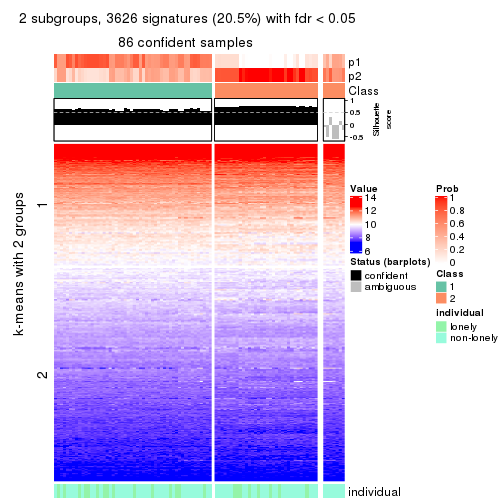 2 subgroups, 3626 signatures (20.5%) with fdr < 0.05
86 confident samples
p1
p2
Class
1
0.5
0
-0.5
Silhouette
score
k-means with 2 groups
1
2
individual
Value
14
12
10
8
6
Status (barplots)
confident
ambiguous
Prob
1
0.8
0.6
0.4
0.2
0
Class
1
2
individual
lonely
non-lonely